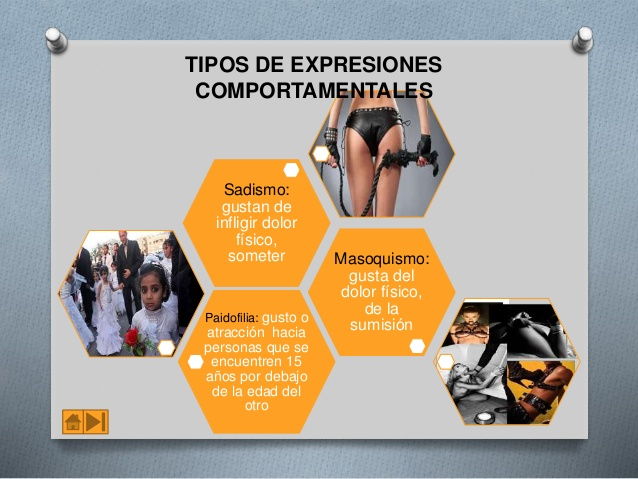 TIPOS DE EXPRESIONES
COMPORTAMENTALES
Sadismo:
gustan de
infligir dolor
físico,
someter
Masoquismo:
gusta del
dolor físico,
de la
sumisión
Paidofilia: gusto o
atracción hacia
personas que se
encuentren 15
años por debajo
de la edad del
otro